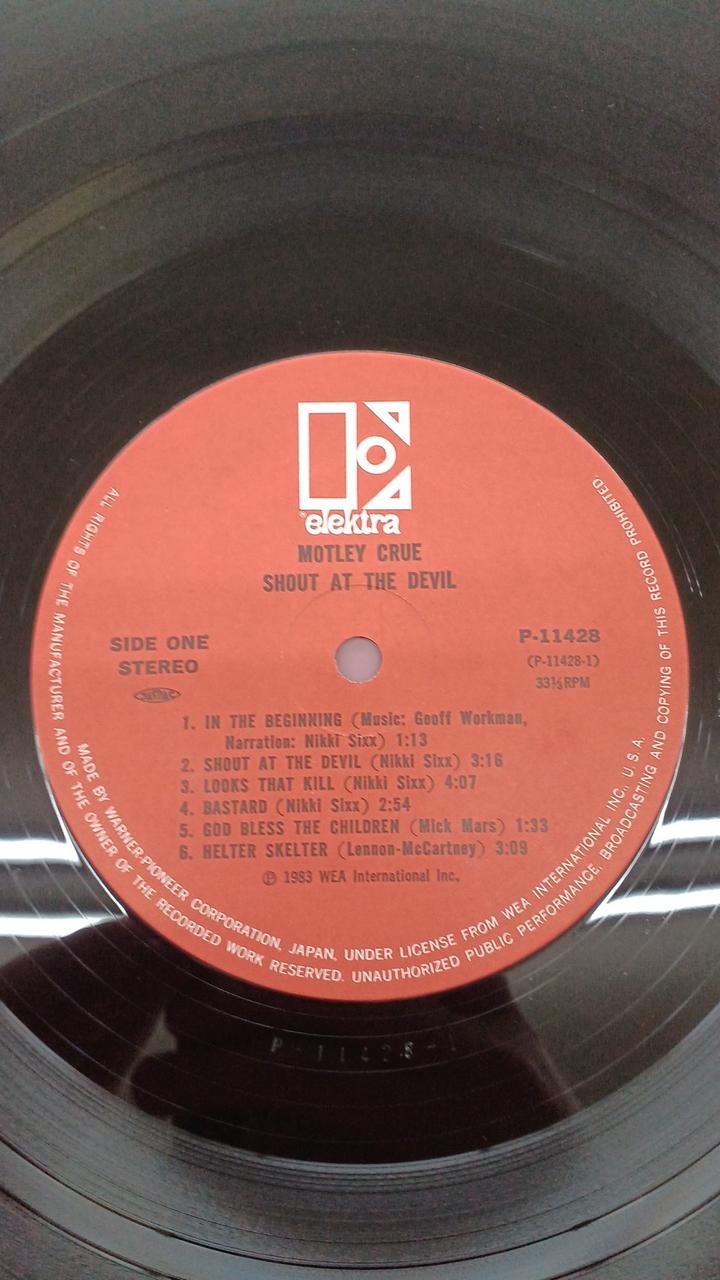 elektra
MOTLEY CRUE
SHOUT AT THE DEVIL
SIDE ONE
STEREO
P-11428
(P-11428-1)
33⅓RPM
1. IN THE BEGINNING (Music: Geoff Workman,
Narration: Nikki Sixx) 1:13
2. SHOUT AT THE DEVIL (Nikki Sixx) 3:16
3. LOOKS THAT KILL (Nikki Sixx) 4:07
4. BASTARD (Nikki Sixx) 2:54
5. GOD BLESS THE CHILDREN (Mick Mars) 1:33
6. HELTER SKELTER (Lennon-McCartney) 3:09
Ⓟ 1983 WEA International Inc.
MADE BY WARNER-PIONEER CORPORATION, JAPAN, UNDER LICENSE FROM WEA INTERNATIONAL INC., U.S.A.
ALL RIGHTS OF THE MANUFACTURER AND OF THE OWNER OF THE RECORDED WORK RESERVED. UNAUTHORIZED PUBLIC PERFORMANCE, BROADCASTING AND COPYING OF THIS RECORD PROHIBITED.